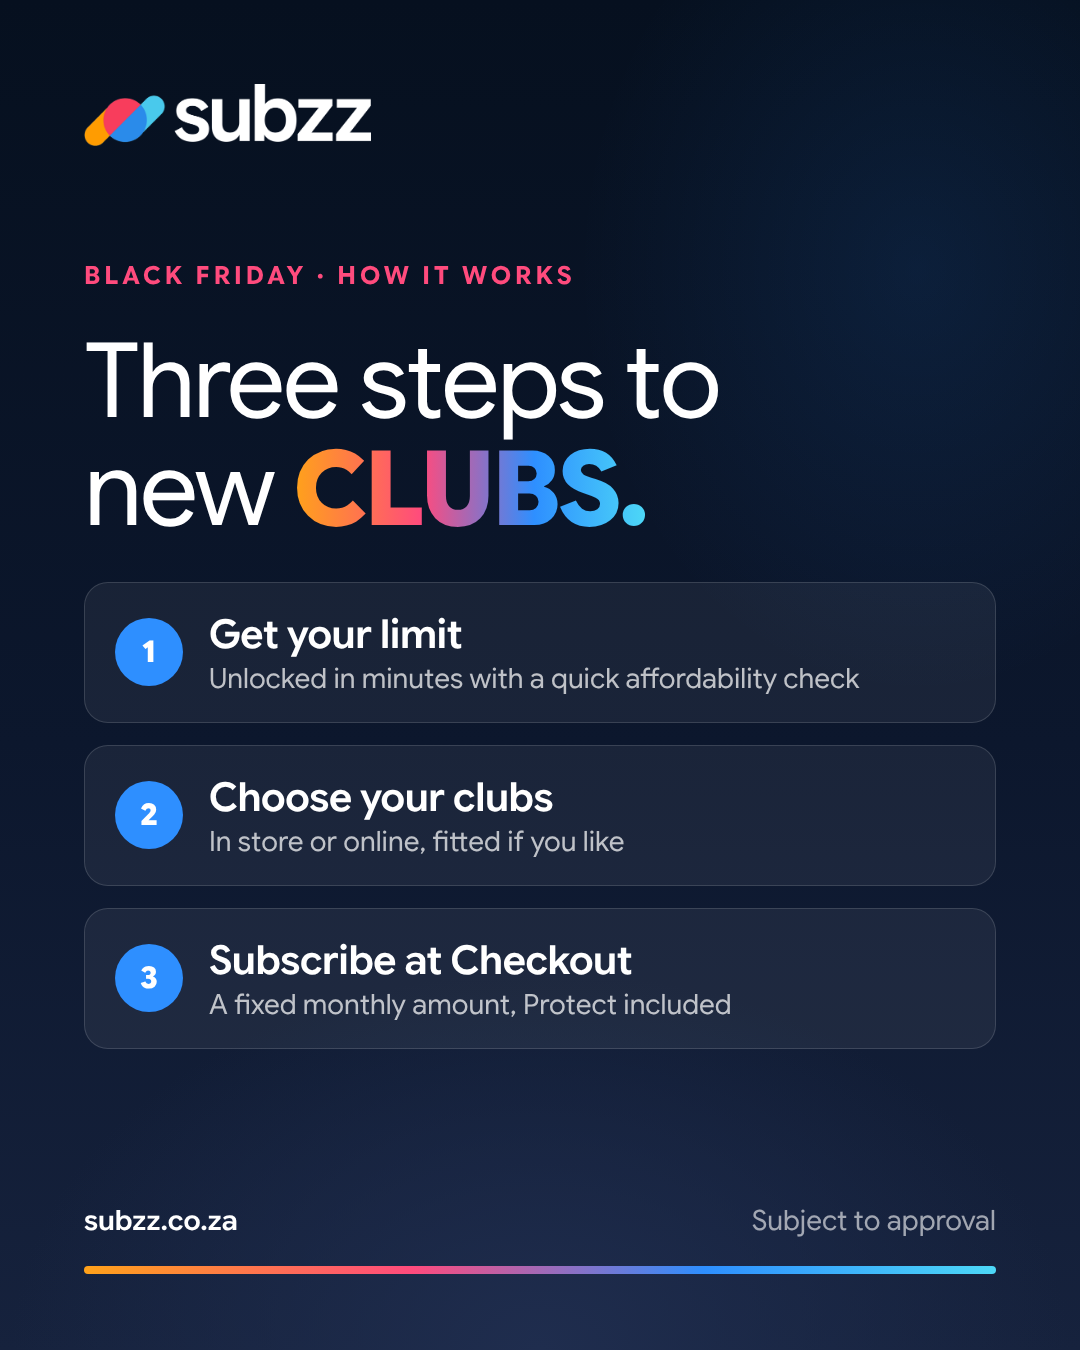 subzz
BLACK FRIDAY · HOW IT WORKS
Three steps to
new CLUBS.
1
Get your limit
Unlocked in minutes with a quick affordability check
2
Choose your clubs
In store or online, fitted if you like
3
Subscribe at Checkout
A fixed monthly amount, Protect included
subzz.co.za
Subject to approval